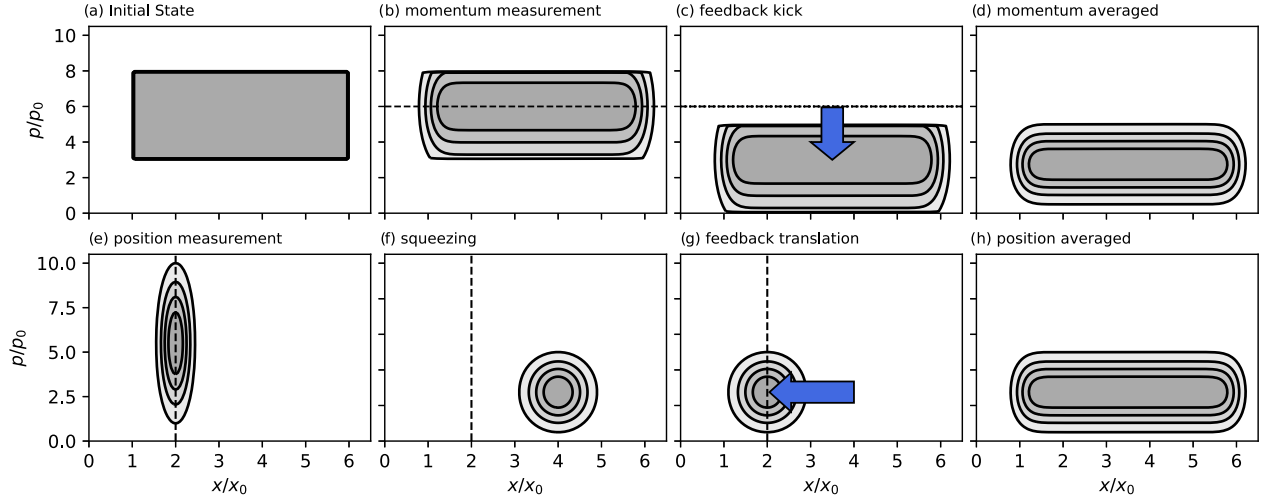 (a) Initial State
(b) momentum measurement
(c) feedback kick
(d) momentum averaged
10
8
6
4
2
0
p/p₀
(e) position measurement
(f) squeezing
(g) feedback translation
(h) position averaged
10.0
7.5
5.0
2.5
0.0
p/p₀
0 1 2 3 4 5 6
0 1 2 3 4 5 6
0 1 2 3 4 5 6
0 1 2 3 4 5 6
x/x₀
x/x₀
x/x₀
x/x₀